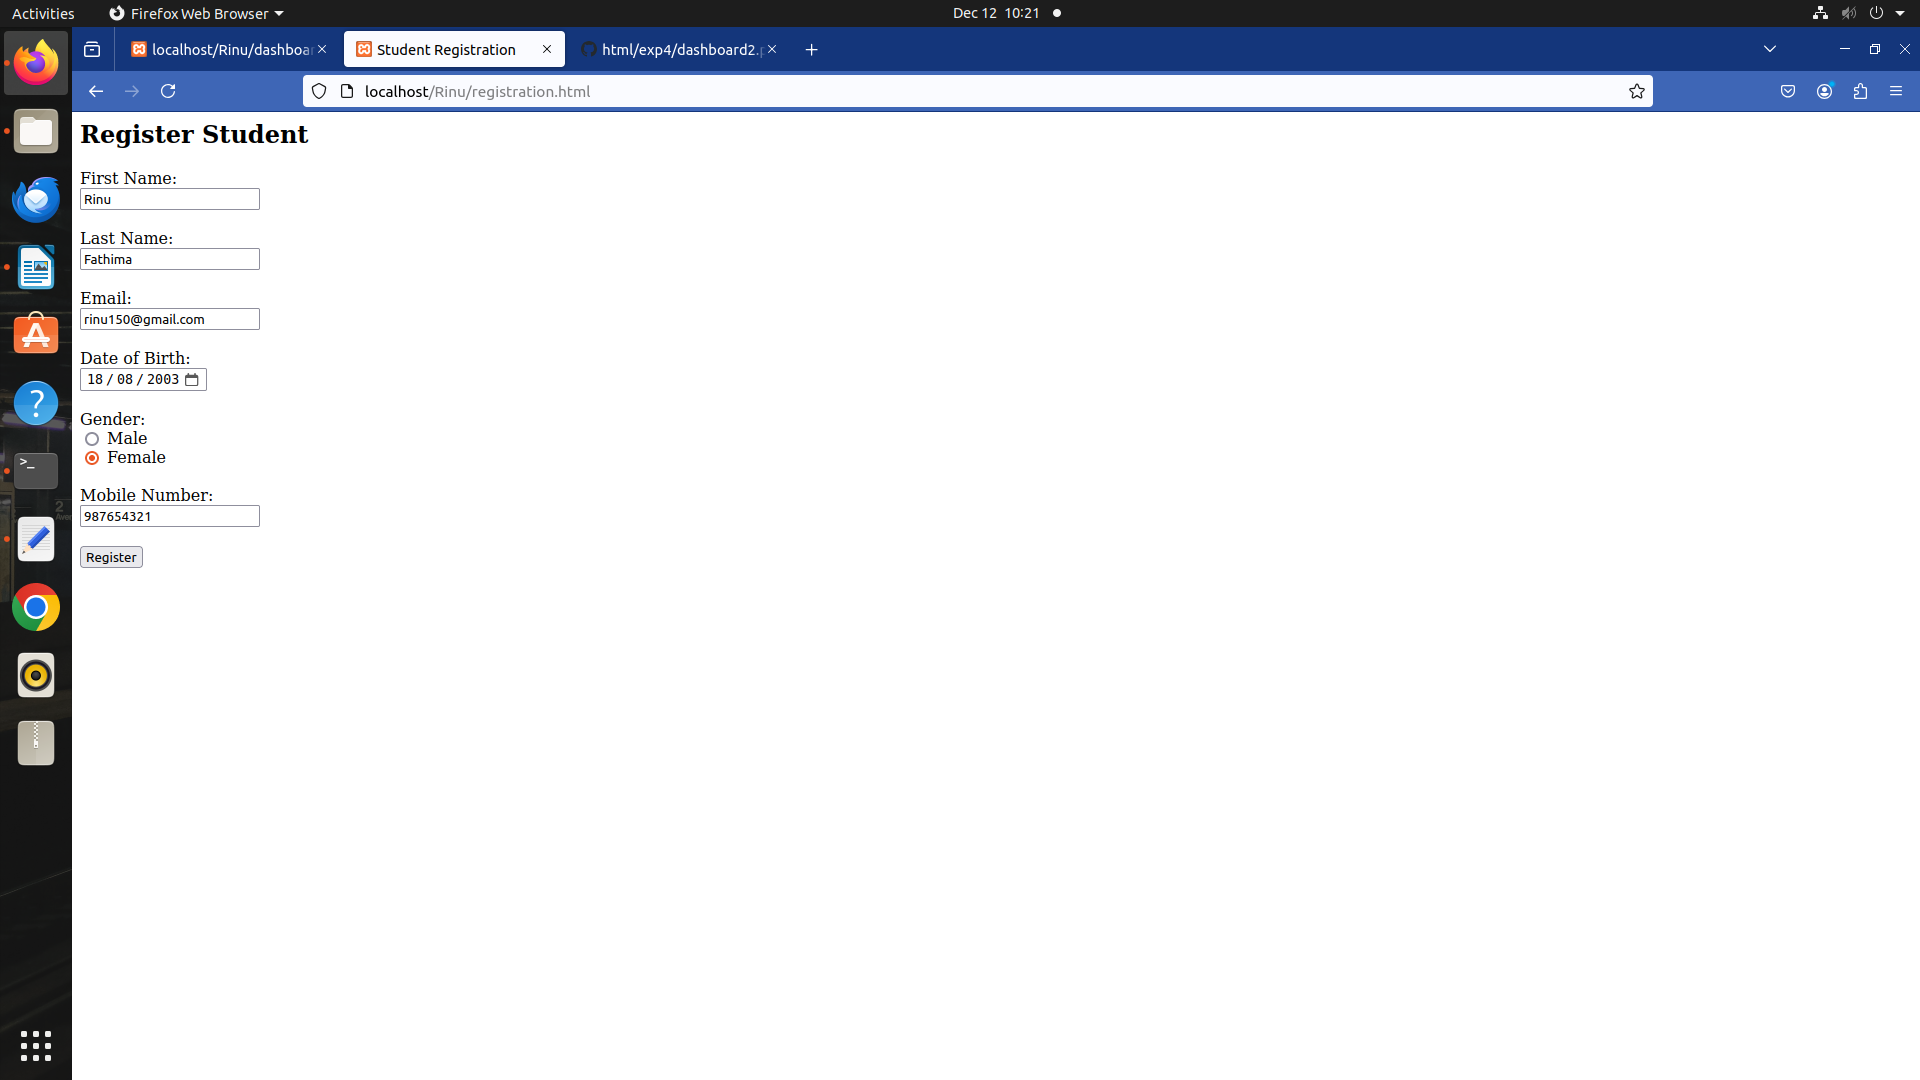 Activities
Firefox Web Browser
Dec 12 10:21
localhost/Rinu/dashboar
Student Registration
html/exp4/dashboard2.p
localhost/Rinu/registration.html
Register Student
First Name:
Rinu
Last Name:
Fathima
Email:
rinu150@gmail.com
Date of Birth:
18 / 08 / 2003
Gender:
Male
Female
Mobile Number:
987654321
Register